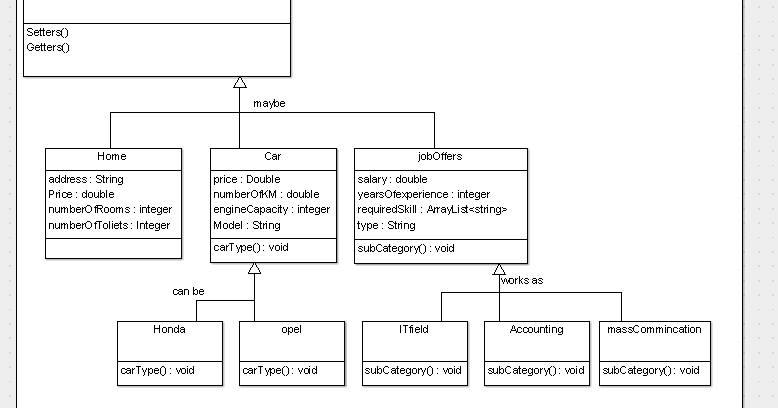 Setters()
Getters()
maybe
Home
address : String
Price : double
numberOfRooms : integer
numberOfToliets : Integer
Car
price : Double
numberOfKM : double
engineCapacity : integer
Model : String
carType() : void
jobOffers
salary : double
yearsOfexperience : integer
requiredSkill : ArrayList<string>
type : String
subCategory() : void
can be
works as
Honda
carType() : void
opel
carType() : void
ITfield
subCategory() : void
Accounting
subCategory() : void
massCommincation
subCategory() : void